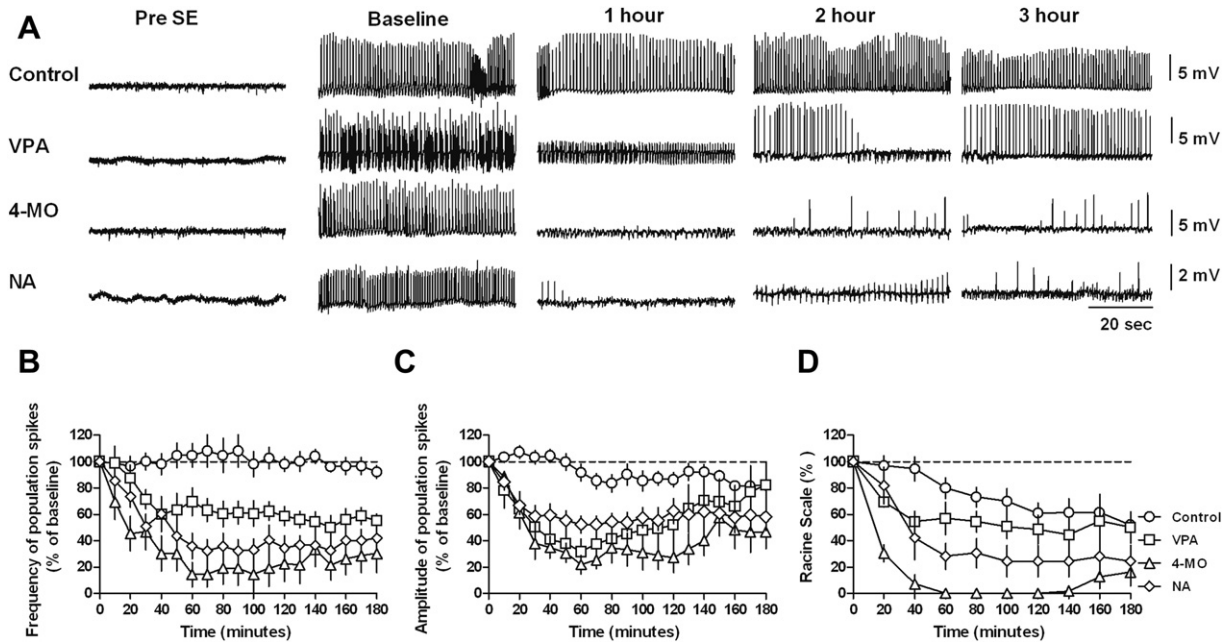 A
Pre SE
Baseline
1 hour
2 hour
3 hour
Control
5 mV
VPA
5 mV
4-MO
5 mV
NA
2 mV
20 sec
B
Frequency of population spikes
(% of baseline)
120
100
80
60
40
20
0
0 20 40 60 80 100 120 140 160 180
Time (minutes)
C
Amplitude of population spikes
(% of baseline)
120
100
80
60
40
20
0
0 20 40 60 80 100 120 140 160 180
Time (minutes)
D
Racine Scale (% )
120
100
80
60
40
20
0
0 20 40 60 80 100 120 140 160 180
Time (minutes)
Control
VPA
4-MO
NA